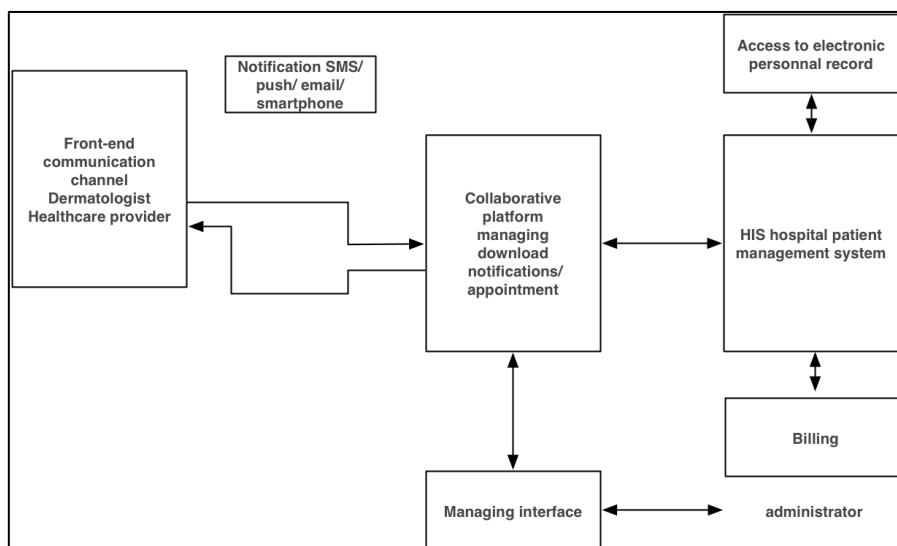 Notification SMS/
push/ email/
smartphone
Access to electronic
personnal record
Front-end
communication
channel
Dermatologist
Healthcare provider
Collaborative
platform
managing
download
notifications/
appointment
HIS hospital patient
management system
Billing
Managing interface
administrator